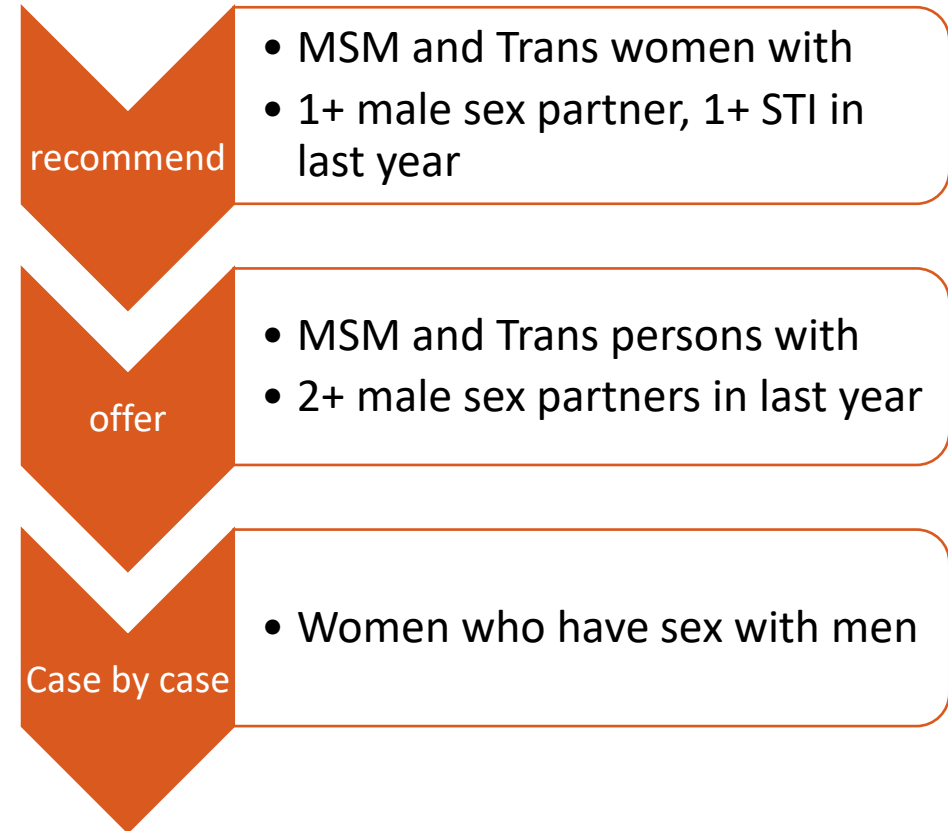 recommend
• MSM and Trans women with
• 1+ male sex partner, 1+ STI in
last year
offer
• MSM and Trans persons with
• 2+ male sex partners in last year
Case by case
• Women who have sex with men